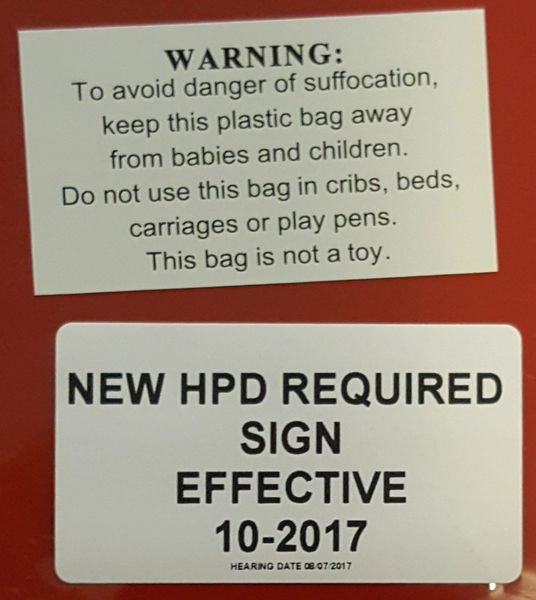 WARNING:
To avoid danger of suffocation,
keep this plastic bag away
from babies and children.
Do not use this bag in cribs, beds,
carriages or play pens.
This bag is not a toy.
NEW HPD REQUIRED
SIGN
EFFECTIVE
10-2017
HEARING DATE 08/07/2017